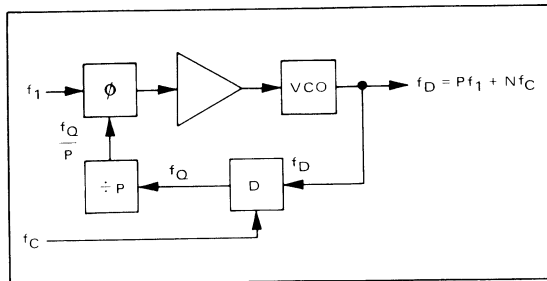 f1
ϕ
VCO
fD = Pf1 + NfC
fQ
P
÷ P
fQ
D
fD
fC